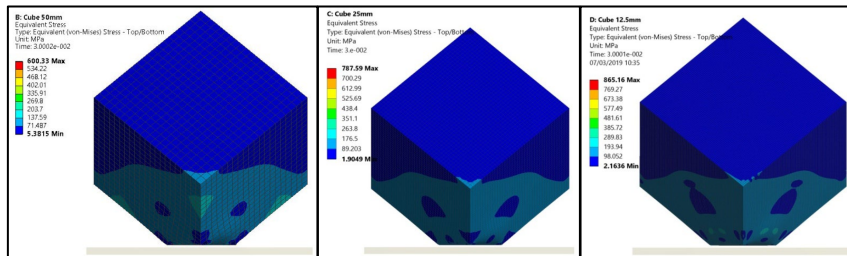 B: Cube 50mm
Equivalent Stress
Type: Equivalent (von-Mises) Stress - Top/Bottom
Unit: MPa
Time: 3.0002e-002
600.33 Max
534.22
468.12
402.01
335.91
269.8
203.7
137.59
71.487
5.3815 Min
C: Cube 25mm
Equivalent Stress
Type: Equivalent (von-Mises) Stress - Top/Bott
Unit: MPa
Time: 3.e-002
787.59 Max
700.29
612.99
525.69
438.4
351.1
263.8
176.5
89.203
1.9049 M
D: Cube 12.5mm
Equivalent Stress
Type: Equivalent (von-Mises) Stress - Top/Bottom
Unit: MPa
Time: 3.0001e-002
07/03/2019 10:35
865.16 Max
769.27
673.38
577.49
481.61
385.72
289.83
193.94
98.052
2.1636 Min